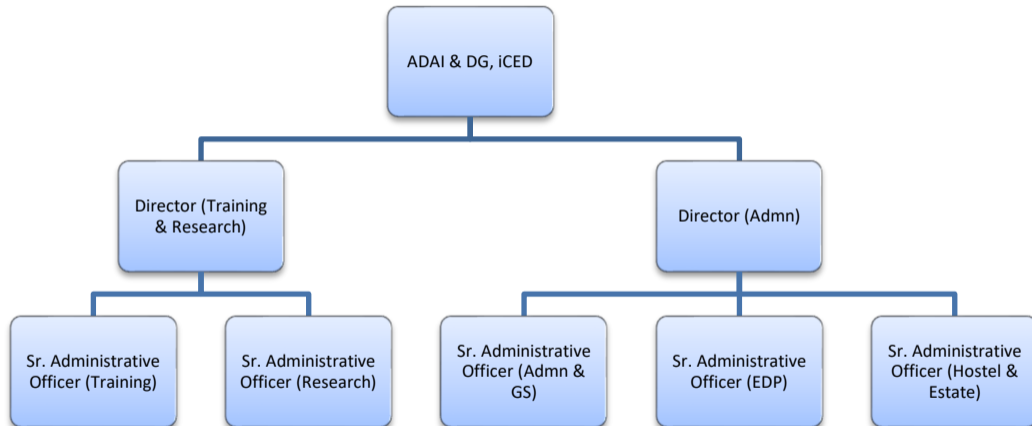 ADAI & DG, iCED
Director (Training
& Research)
Director (Admn)
Sr. Administrative
Officer (Training)
Sr. Administrative
Officer (Research)
Sr. Administrative
Officer (Admn &
GS)
Sr. Administrative
Officer (EDP)
Sr. Administrative
Officer (Hostel &
Estate)